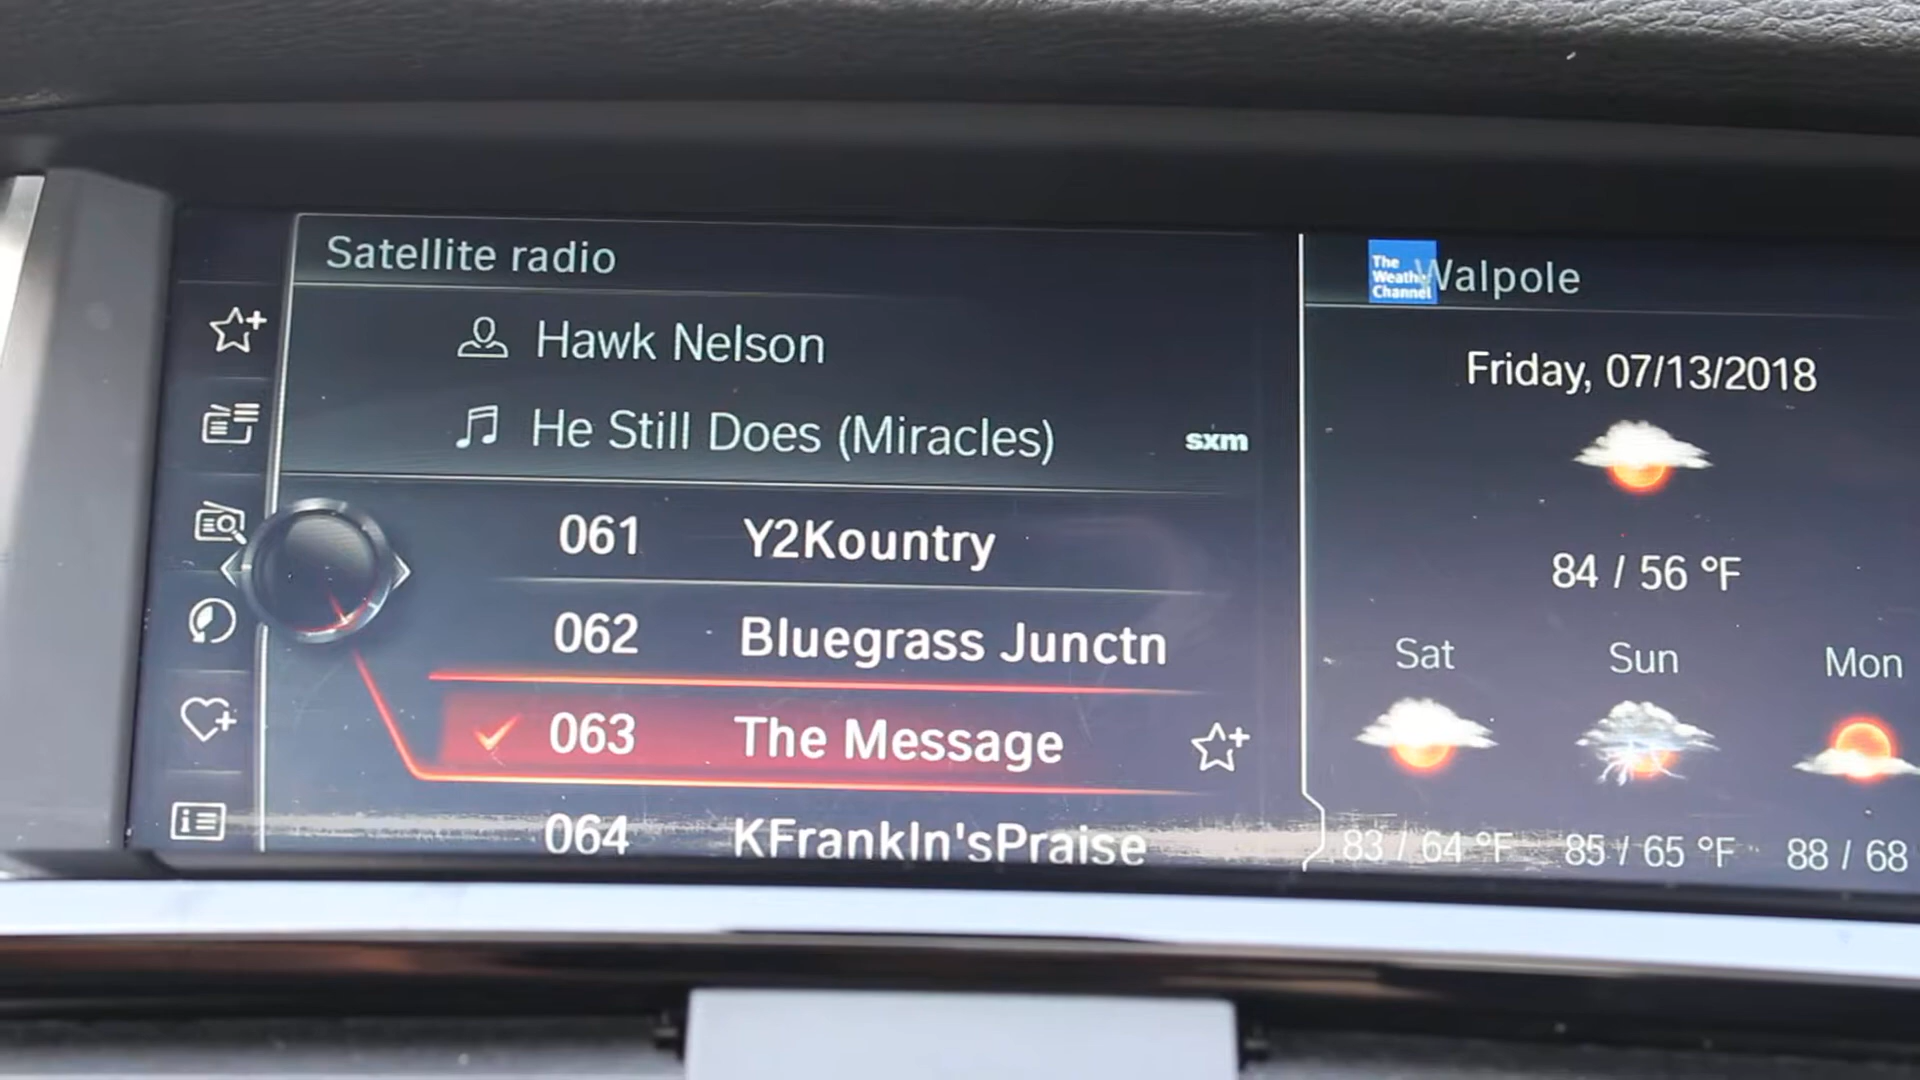 Satellite radio
Hawk Nelson
He Still Does (Miracles)
sxm
061 Y2Kountry
062 Bluegrass Junctn
063 The Message
064 KFrankln'sPraise
The
Weathe
Channel
Walpole
Friday, 07/13/2018
84 / 56 °F
Sat Sun Mon
83 / 64 °F 85 / 65 °F 88 / 68